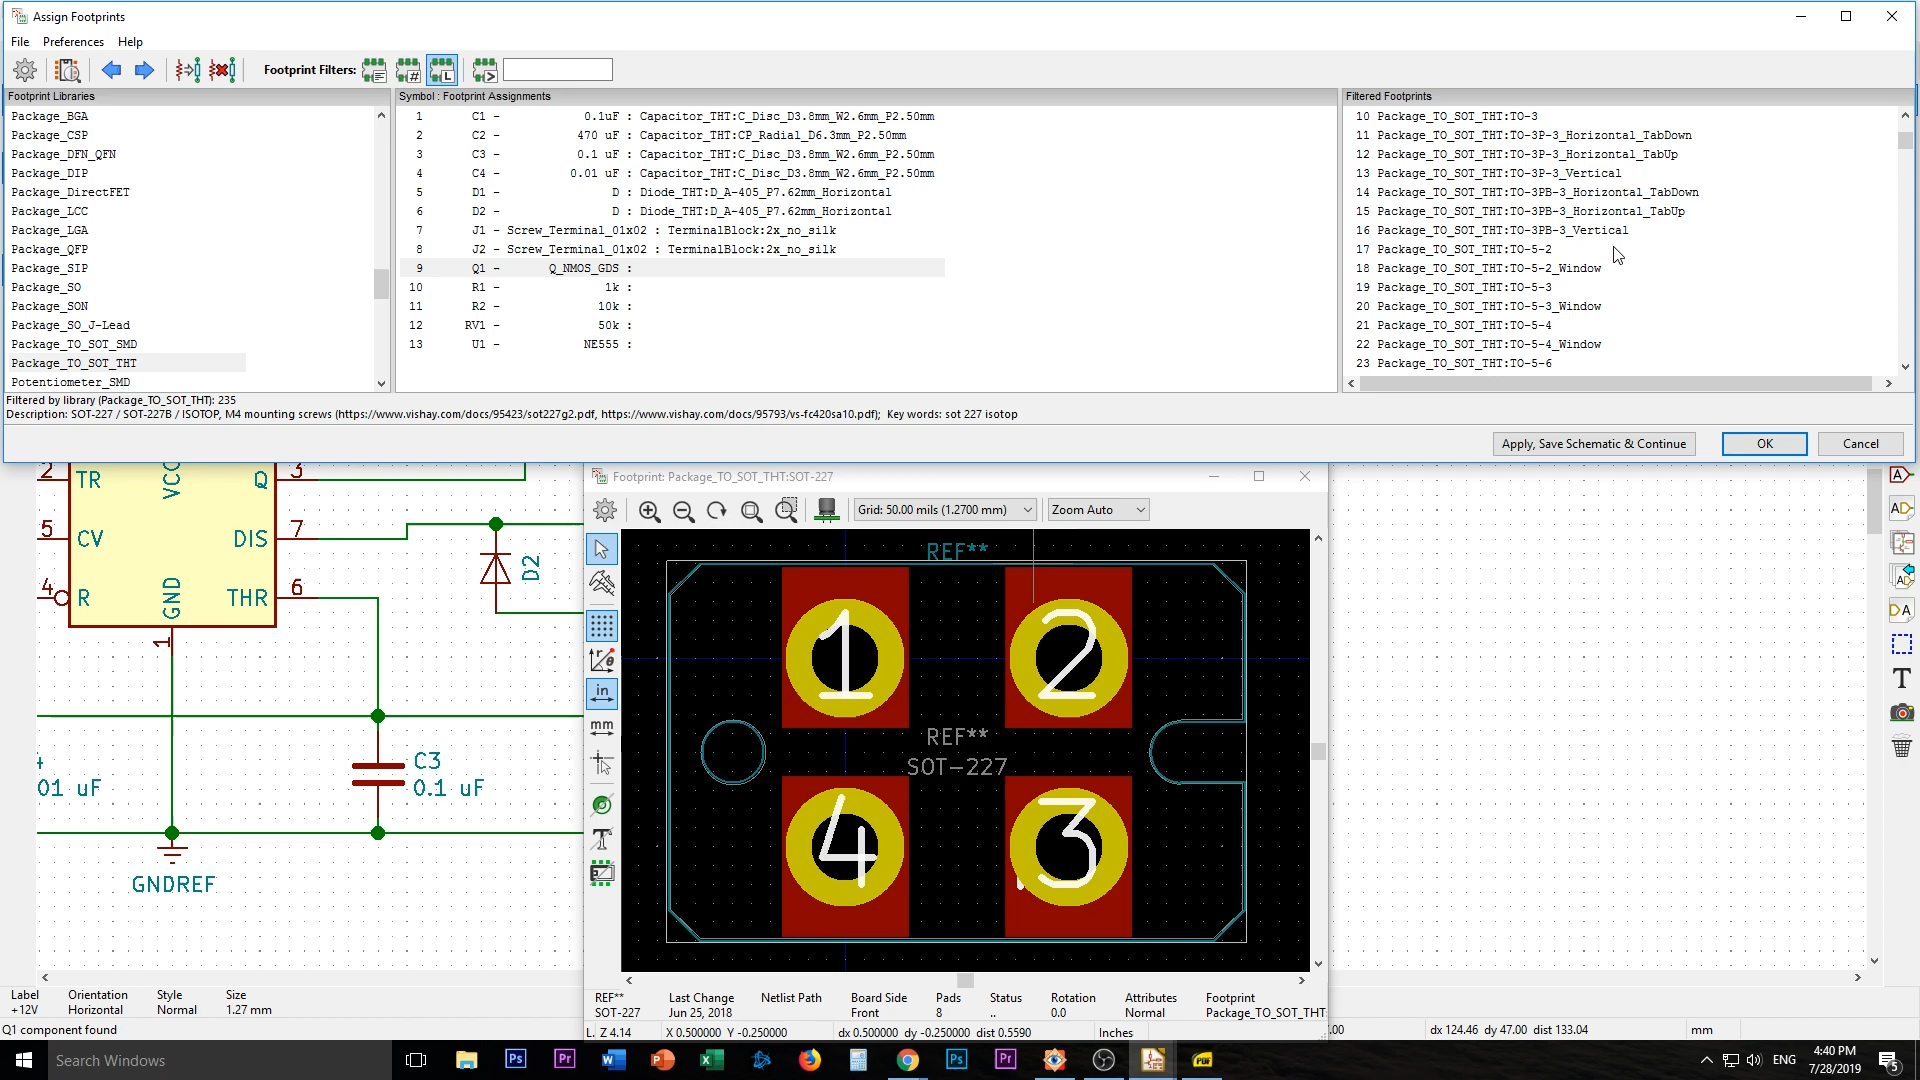 Assign Footprints
File Preferences Help
Footprint Filters:
Footprint Libraries
Package_BGA
Package_CSP
Package_DFN_QFN
Package_DIP
Package_DirectFET
Package_LCC
Package_LGA
Package_QFP
Package_SIP
Package_SO
Package_SON
Package_SO_J-Lead
Package_TO_SOT_SMD
Package_TO_SOT_THT
Potentiometer_SMD
Symbol : Footprint Assignments
1 C1 - 0.1uF : Capacitor_THT:C_Disc_D3.8mm_W2.6mm_P2.50mm
2 C2 - 470 uF : Capacitor_THT:CP_Radial_D6.3mm_P2.50mm
3 C3 - 0.1 uF : Capacitor_THT:C_Disc_D3.8mm_W2.6mm_P2.50mm
4 C4 - 0.01 uF : Capacitor_THT:C_Disc_D3.8mm_W2.6mm_P2.50mm
5 D1 - D : Diode_THT:D_A-405_P7.62mm_Horizontal
6 D2 - D : Diode_THT:D_A-405_P7.62mm_Horizontal
7 J1 - Screw_Terminal_01x02 : TerminalBlock:2x_no_silk
8 J2 - Screw_Terminal_01x02 : TerminalBlock:2x_no_silk
9 Q1 - Q_NMOS_GDS :
10 R1 - 1k :
11 R2 - 10k :
12 RV1 - 50k :
13 U1 - NE555 :
Filtered Footprints
10 Package_TO_SOT_THT:TO-3
11 Package_TO_SOT_THT:TO-3P-3_Horizontal_TabDown
12 Package_TO_SOT_THT:TO-3P-3_Horizontal_TabUp
13 Package_TO_SOT_THT:TO-3P-3_Vertical
14 Package_TO_SOT_THT:TO-3PB-3_Horizontal_TabDown
15 Package_TO_SOT_THT:TO-3PB-3_Horizontal_TabUp
16 Package_TO_SOT_THT:TO-3PB-3_Vertical
17 Package_TO_SOT_THT:TO-5-2
18 Package_TO_SOT_THT:TO-5-2_Window
19 Package_TO_SOT_THT:TO-5-3
20 Package_TO_SOT_THT:TO-5-3_Window
21 Package_TO_SOT_THT:TO-5-4
22 Package_TO_SOT_THT:TO-5-4_Window
23 Package_TO_SOT_THT:TO-5-6
Filtered by library (Package_TO_SOT_THT): 235
Description: SOT-227 / SOT-227B / ISOTOP, M4 mounting screws (https://www.vishay.com/docs/95423/sot227g2.pdf, https://www.vishay.com/docs/95793/vs-fc420sa10.pdf); Key words: sot 227 isotop
Apply, Save Schematic & Continue OK Cancel
2 TR VCC Q 3
5 CV DIS 7
4 R GND THR 6
1
D2
C3
0.1 uF
01 uF
GNDREF
Footprint: Package_TO_SOT_THT:SOT-227
Grid: 50.00 mils (1.2700 mm) Zoom Auto
in
mm
REF**
1 2
REF**
SOT-227
4 3
REF** Last Change Netlist Path Board Side Pads Status Rotation Attributes Footprint
SOT-227 Jun 25, 2018 Front 8 .. 0.0 Normal Package_TO_SOT_THT:
L. Z 4.14 X 0.500000 Y -0.250000 dx 0.500000 dy -0.250000 dist 0.5590 Inches
Label Orientation Style Size
+12V Horizontal Normal 1.27 mm
Q1 component found
.00 dx 124.46 dy 47.00 dist 133.04 mm
Search Windows
ENG
4:40 PM
7/28/2019
5